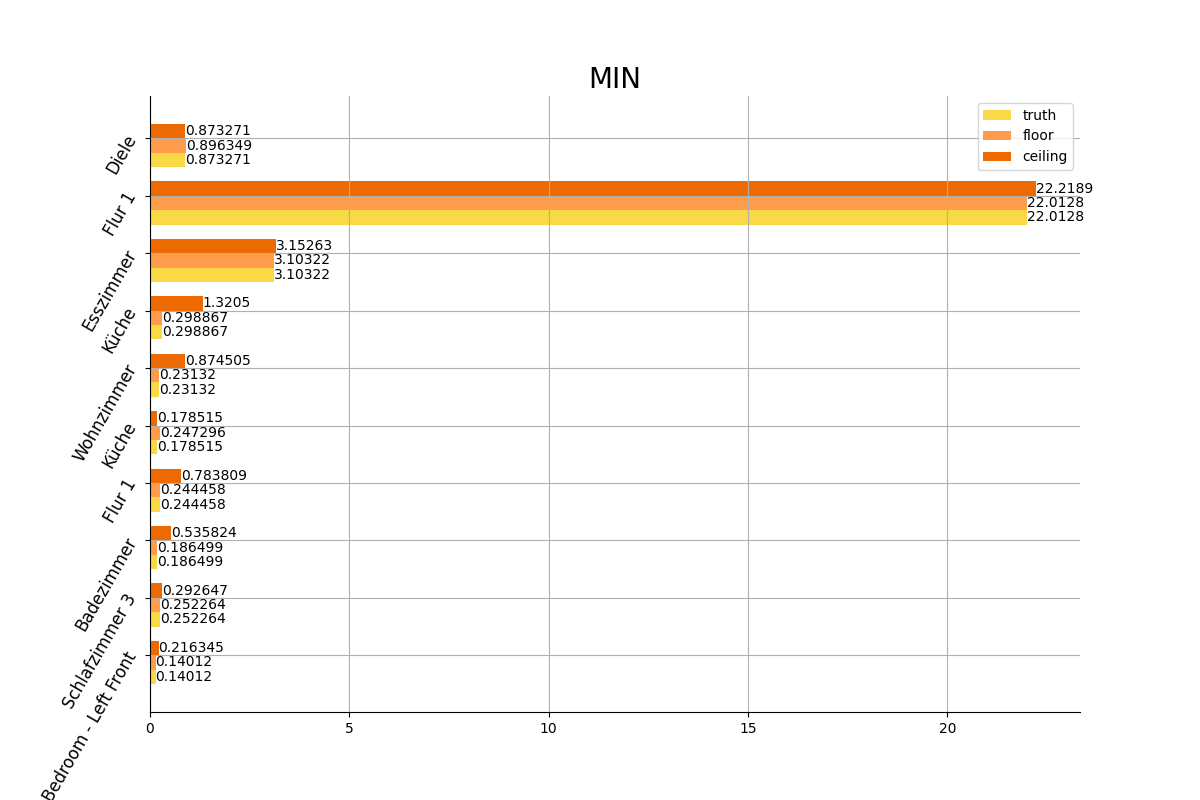 MIN
truth
floor
ceiling
Diele
0.873271
0.896349
0.873271
Flur 1
22.2189
22.0128
22.0128
Esszimmer
3.15263
3.10322
3.10322
Küche
1.3205
0.298867
0.298867
Wohnzimmer
0.874505
0.23132
0.23132
Küche
0.178515
0.247296
0.178515
Flur 1
0.783809
0.244458
0.244458
Badezimmer
0.535824
0.186499
0.186499
Schlafzimmer 3
0.292647
0.252264
0.252264
Bedroom - Left Front
0.216345
0.14012
0.14012
0 5 10 15 20